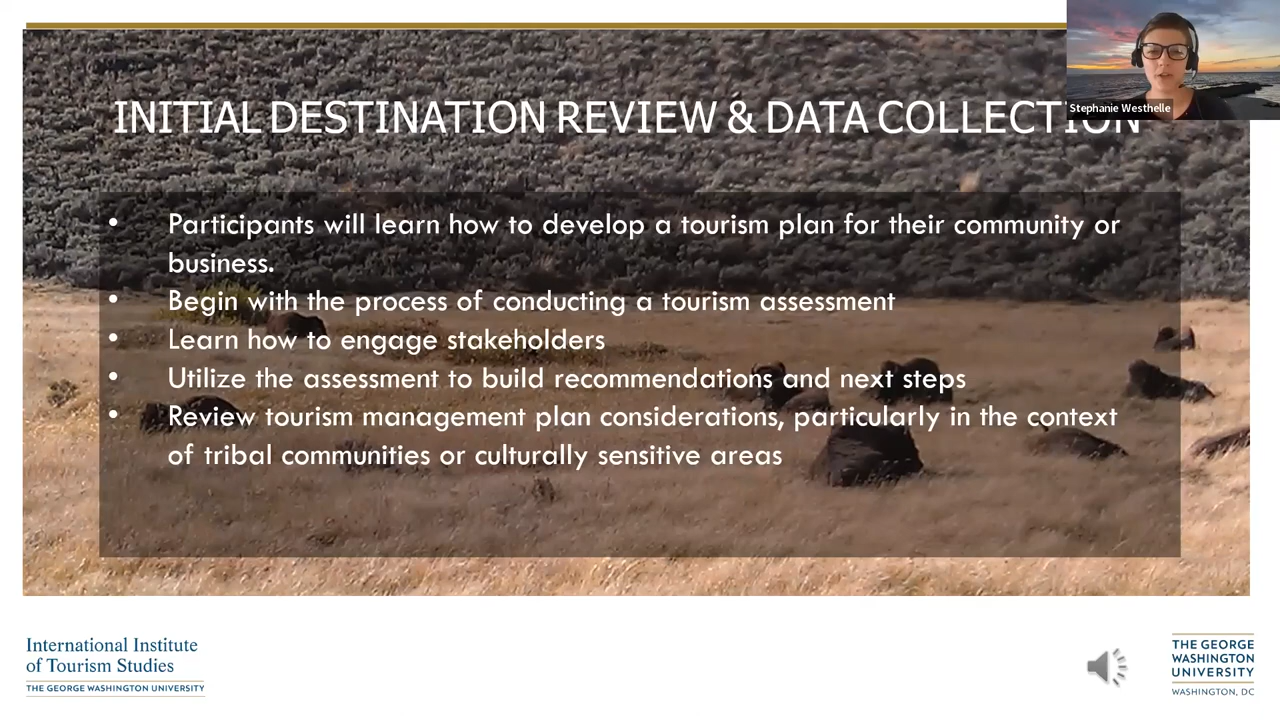 Stephanie Westhelle
INITIAL DESTINATION REVIEW & DATA COLLECTION
• Participants will learn how to develop a tourism plan for their community or
business.
• Begin with the process of conducting a tourism assessment
• Learn how to engage stakeholders
• Utilize the assessment to build recommendations and next steps
• Review tourism management plan considerations, particularly in the context
of tribal communities or culturally sensitive areas
International Institute
of Tourism Studies
THE GEORGE WASHINGTON UNIVERSITY
THE GEORGE
WASHINGTON
UNIVERSITY
WASHINGTON, DC